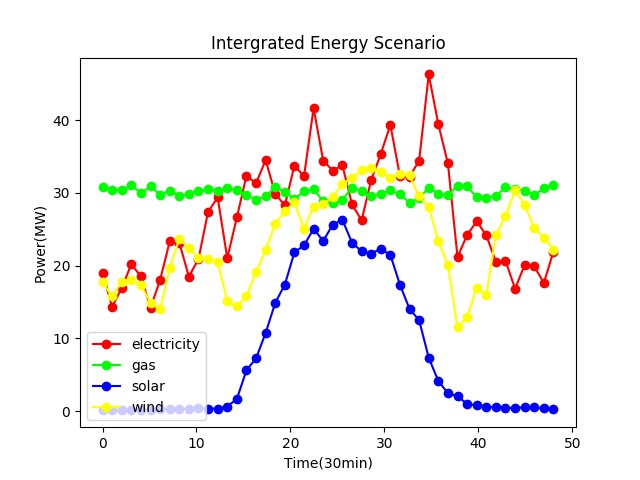 Intergrated Energy Scenario
Power(MW)
40
30
20
10
0
electricity
gas
solar
wind
0 10 20 30 40 50
Time(30min)